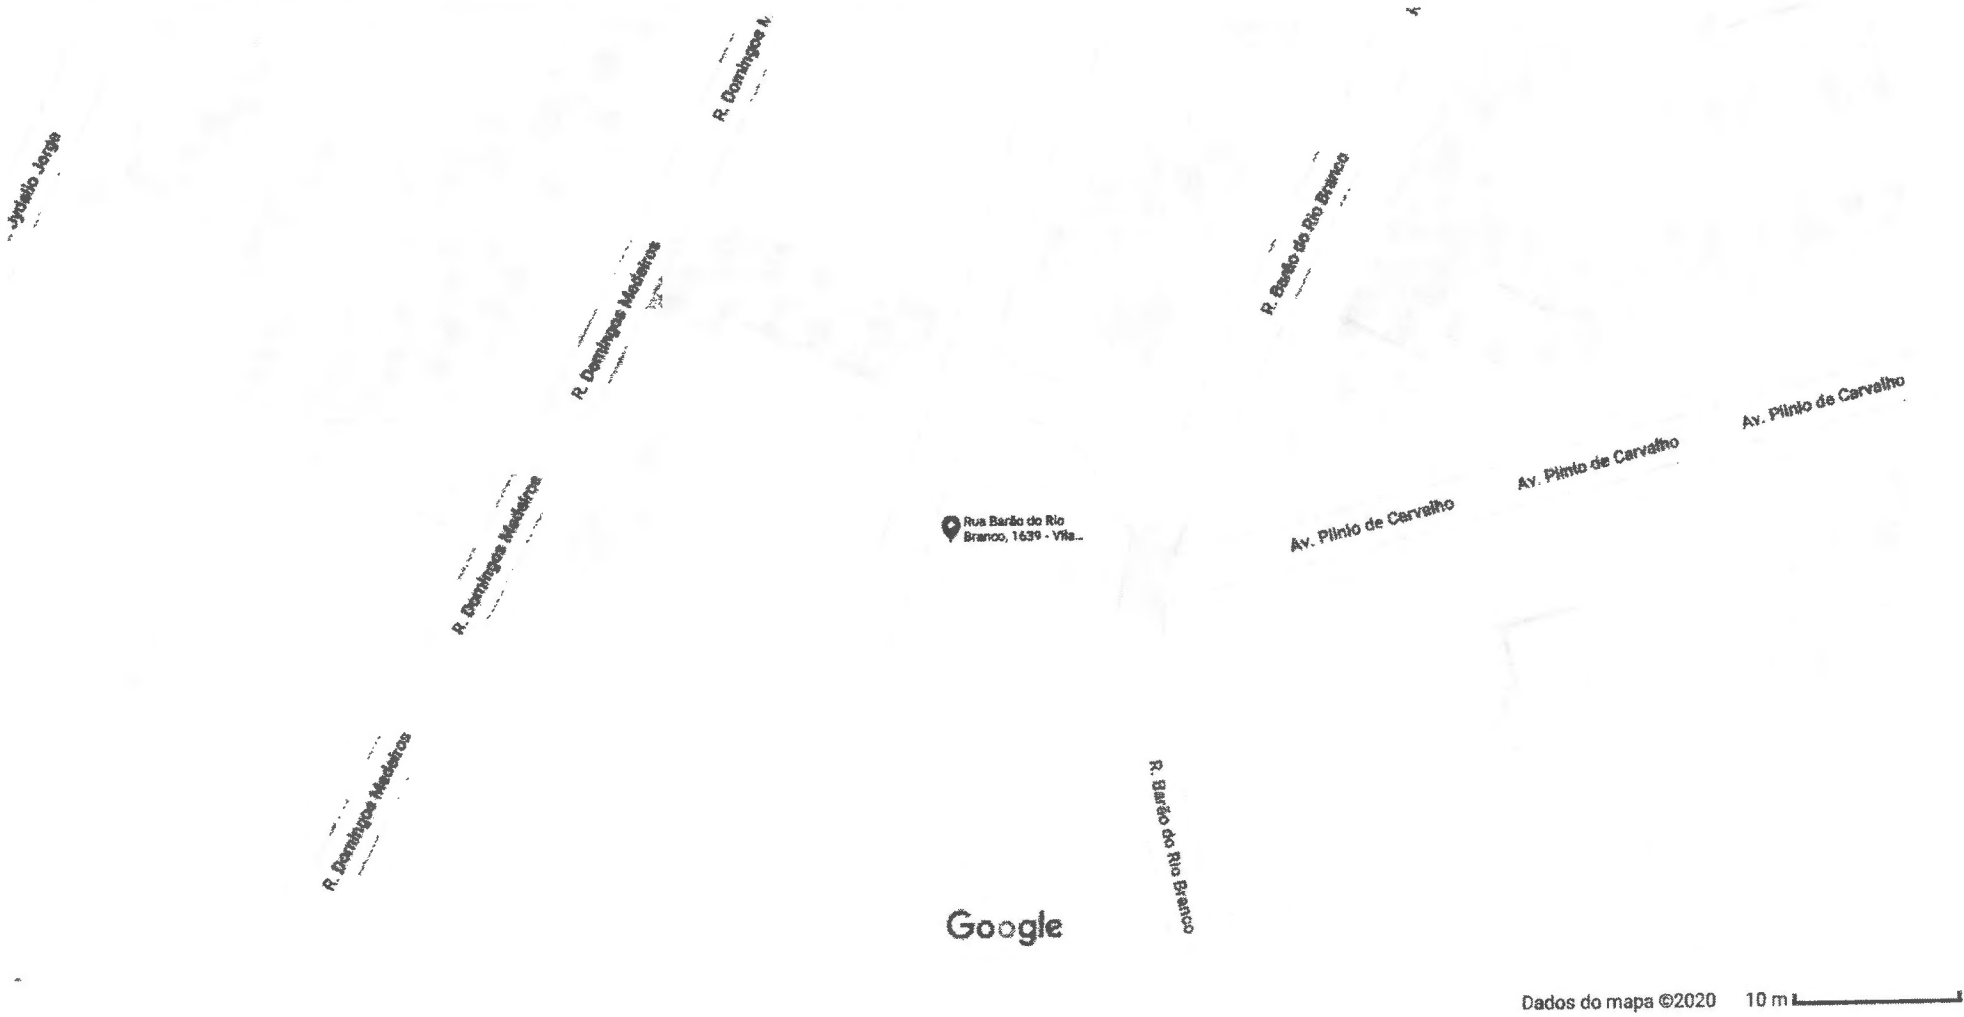 R. Domingos M
Jorge
R. Barão do Rio Branco
R. Domingos Medeiros
Av. Plinio de Carvalho
Av. Plinio de Carvalho
Av. Plinio de Carvalho
R. Domingos Medeiros
Rua Barão do Rio
Branco, 1639 - Vila...
R. Domingos Medeiros
R. Barão do Rio Branco
Google
Dados do mapa ©2020 10 m